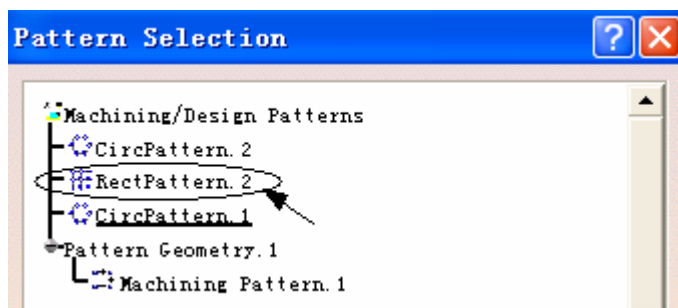 Pattern Selection
Machining/Design Patterns
CircPattern.2
RectPattern.2
CircPattern.1
Pattern Geometry.1
Machining Pattern.1